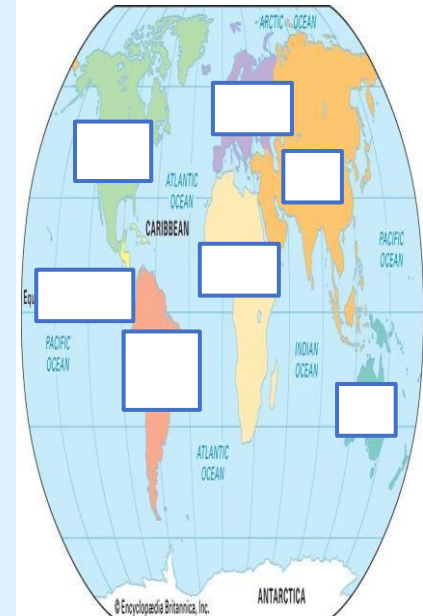 ARCTIC OCEAN
ATLANTIC
OCEAN
CARIBBEAN
PACIFIC
OCEAN
Equ
PACIFIC
OCEAN
INDIAN
OCEAN
ATLANTIC
OCEAN
ANTARCTICA
© Encyclopædia Britannica, Inc.